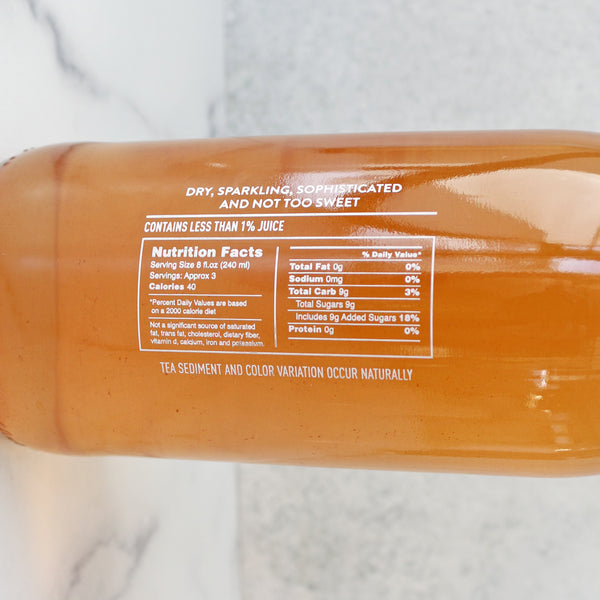 DRY, SPARKLING, SOPHISTICATED
AND NOT TOO SWEET
CONTAINS LESS THAN 1% JUICE
Nutrition Facts
Serving Size 8 fl.oz (240 ml)
Servings: Approx 3
Calories 40
*Percent Daily Values are based
on a 2000 calorie diet
Not a significant source of saturated
fat, trans fat, cholesterol, dietary fiber,
vitamin d, calcium, iron and potassium.
% Daily Value*
Total Fat 0g 0%
Sodium 0mg 0%
Total Carb 9g 3%
Total Sugars 9g
Includes 9g Added Sugars 18%
Protein 0g 0%
TEA SEDIMENT AND COLOR VARIATION OCCUR NATURALLY